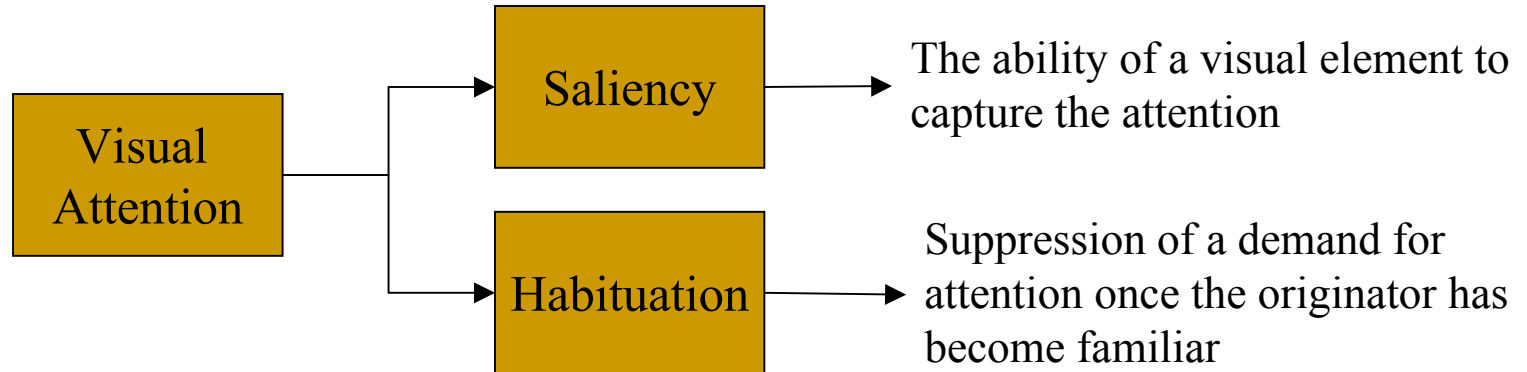 Visual
Attention
Saliency
The ability of a visual element to
capture the attention
Habituation
Suppression of a demand for
attention once the originator has
become familiar